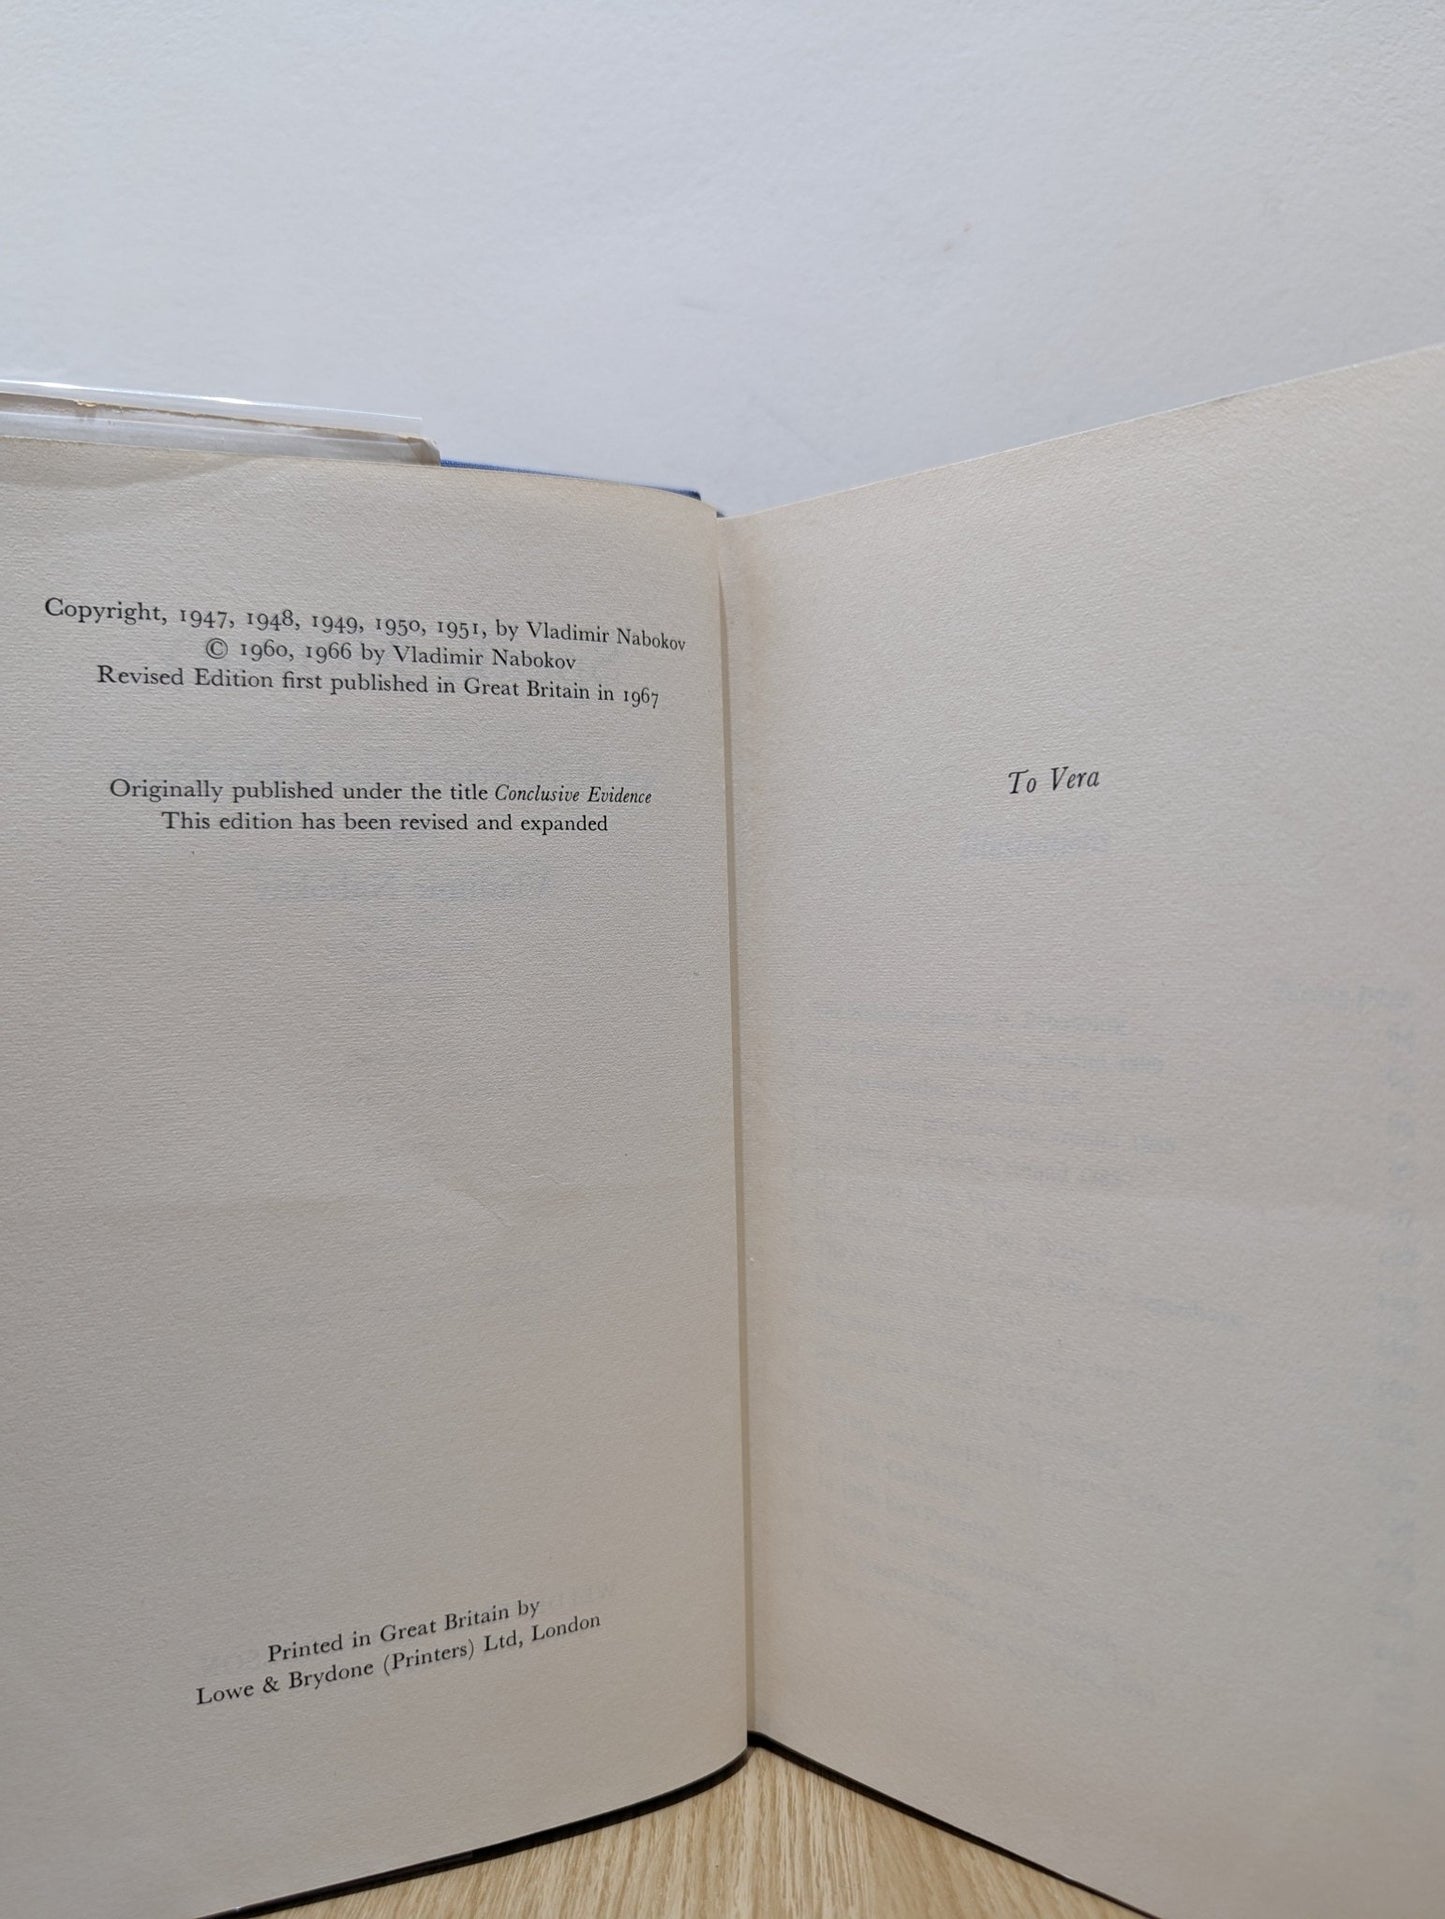 Copyright, 1947, 1948, 1949, 1950, 1951, by Vladimir Nabokov
© 1960, 1966 by Vladimir Nabokov
Revised Edition first published in Great Britain in 1967
Originally published under the title Conclusive Evidence
This edition has been revised and expanded
Printed in Great Britain by
Lowe & Brydone (Printers) Ltd, London
To Vera